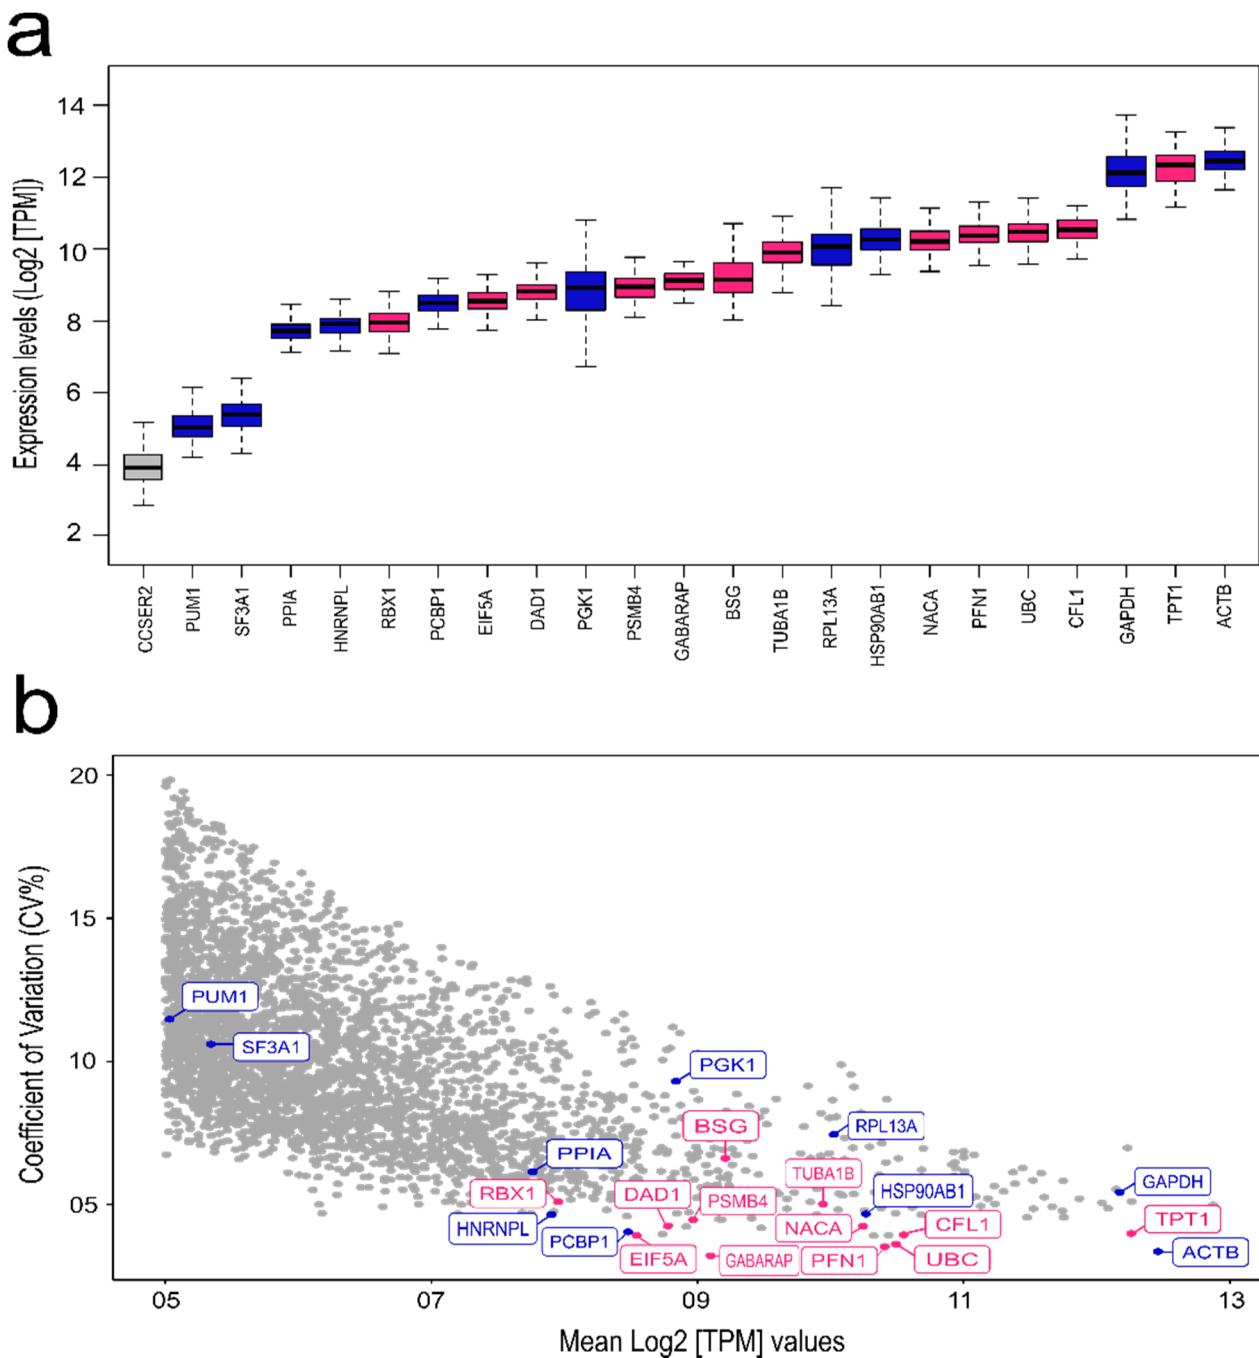 a
14
12
10
8
6
4
2
Expression levels (Log2 [TPM])
CCSER2
PUM1
SF3A1
PPIA
HNRNPL
RBX1
PCBP1
EIF5A
DAD1
PGK1
PSMB4
GABARAP
BSG
TUBA1B
RPL13A
HSP90AB1
NACA
PFN1
UBC
CFL1
GAPDH
TPT1
ACTB
b
20
15
10
05
Coefficient of Variation (CV%)
PUM1
SF3A1
PGK1
BSG
RPL13A
PPIA
TUBA1B
RBX1
DAD1
PSMB4
HSP90AB1
GAPDH
HNRNPL
PCBP1
NACA
CFL1
TPT1
EIF5A
GABARAP
PFN1
UBC
ACTB
05 07 09 11 13
Mean Log2 [TPM] values